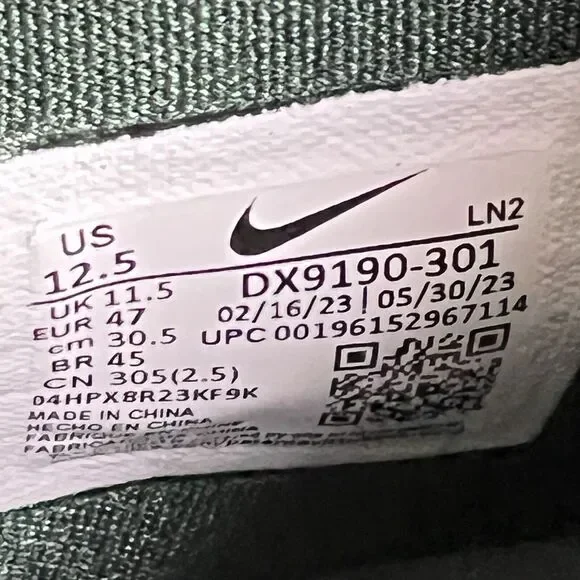 LN2
US
12.5
DX9190-301
UK 11.5
02/16/23 | 05/30/23
EUR 47
UPC 00196152967114
cm 30.5
BR 45
CN 305(2.5)
04HPX8R23KF9K
MADE IN CHINA
HECHO EN CHINA